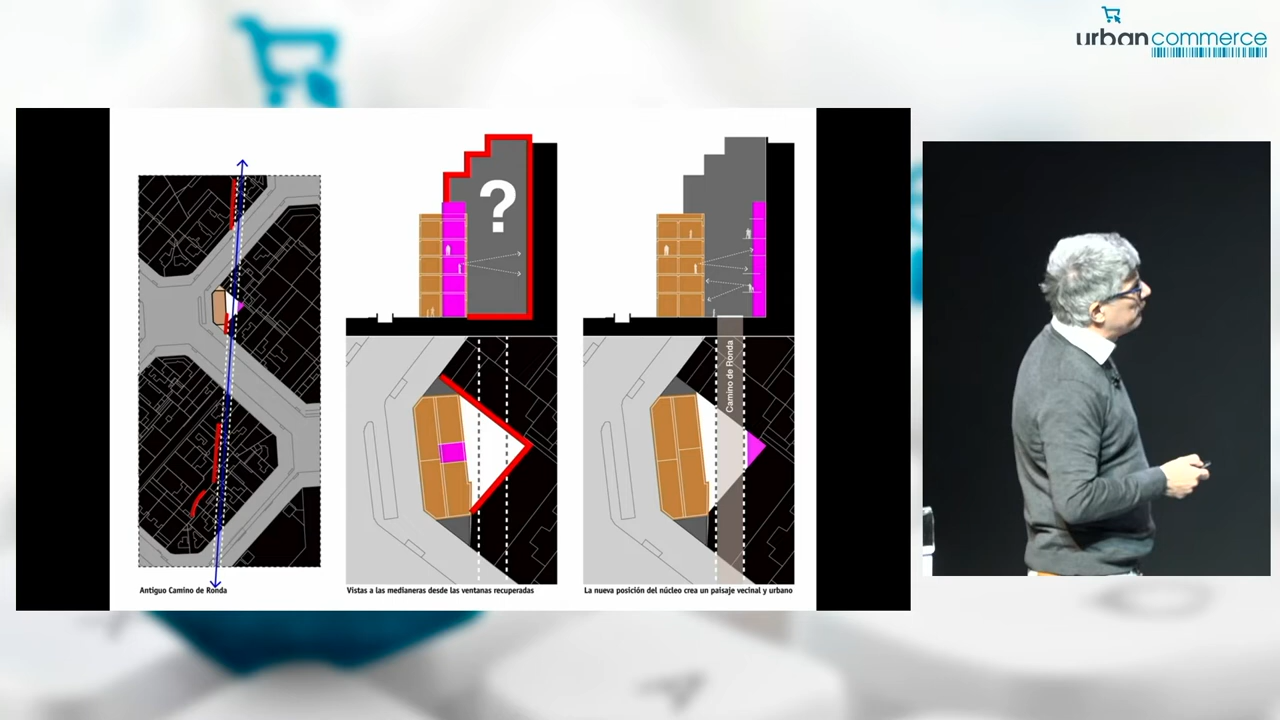 urbancommerce
?
Camino de Ronda
Antiguo Camino de Ronda
Vistas a las medianeras desde las ventanas recuperadas
La nueva posición del núcleo crea un paisaje vecinal y urbano